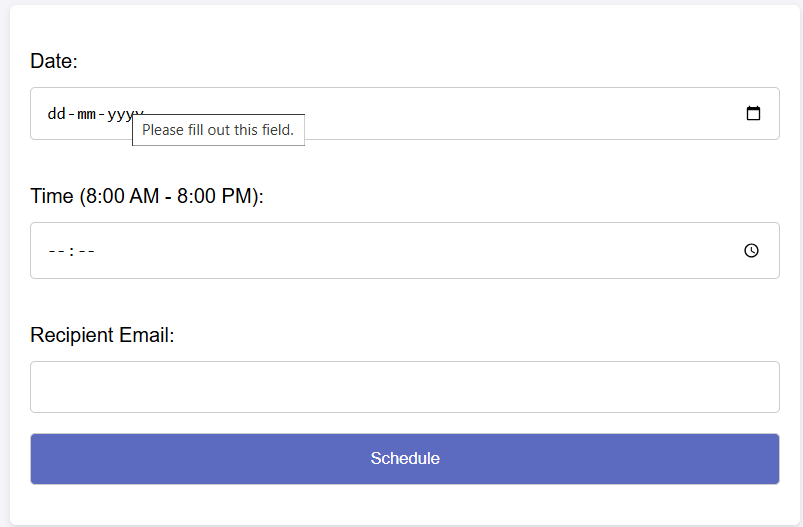 Date:
dd-mm-yyyy
Please fill out this field.
Time (8:00 AM - 8:00 PM):
--:--
Recipient Email:
Schedule